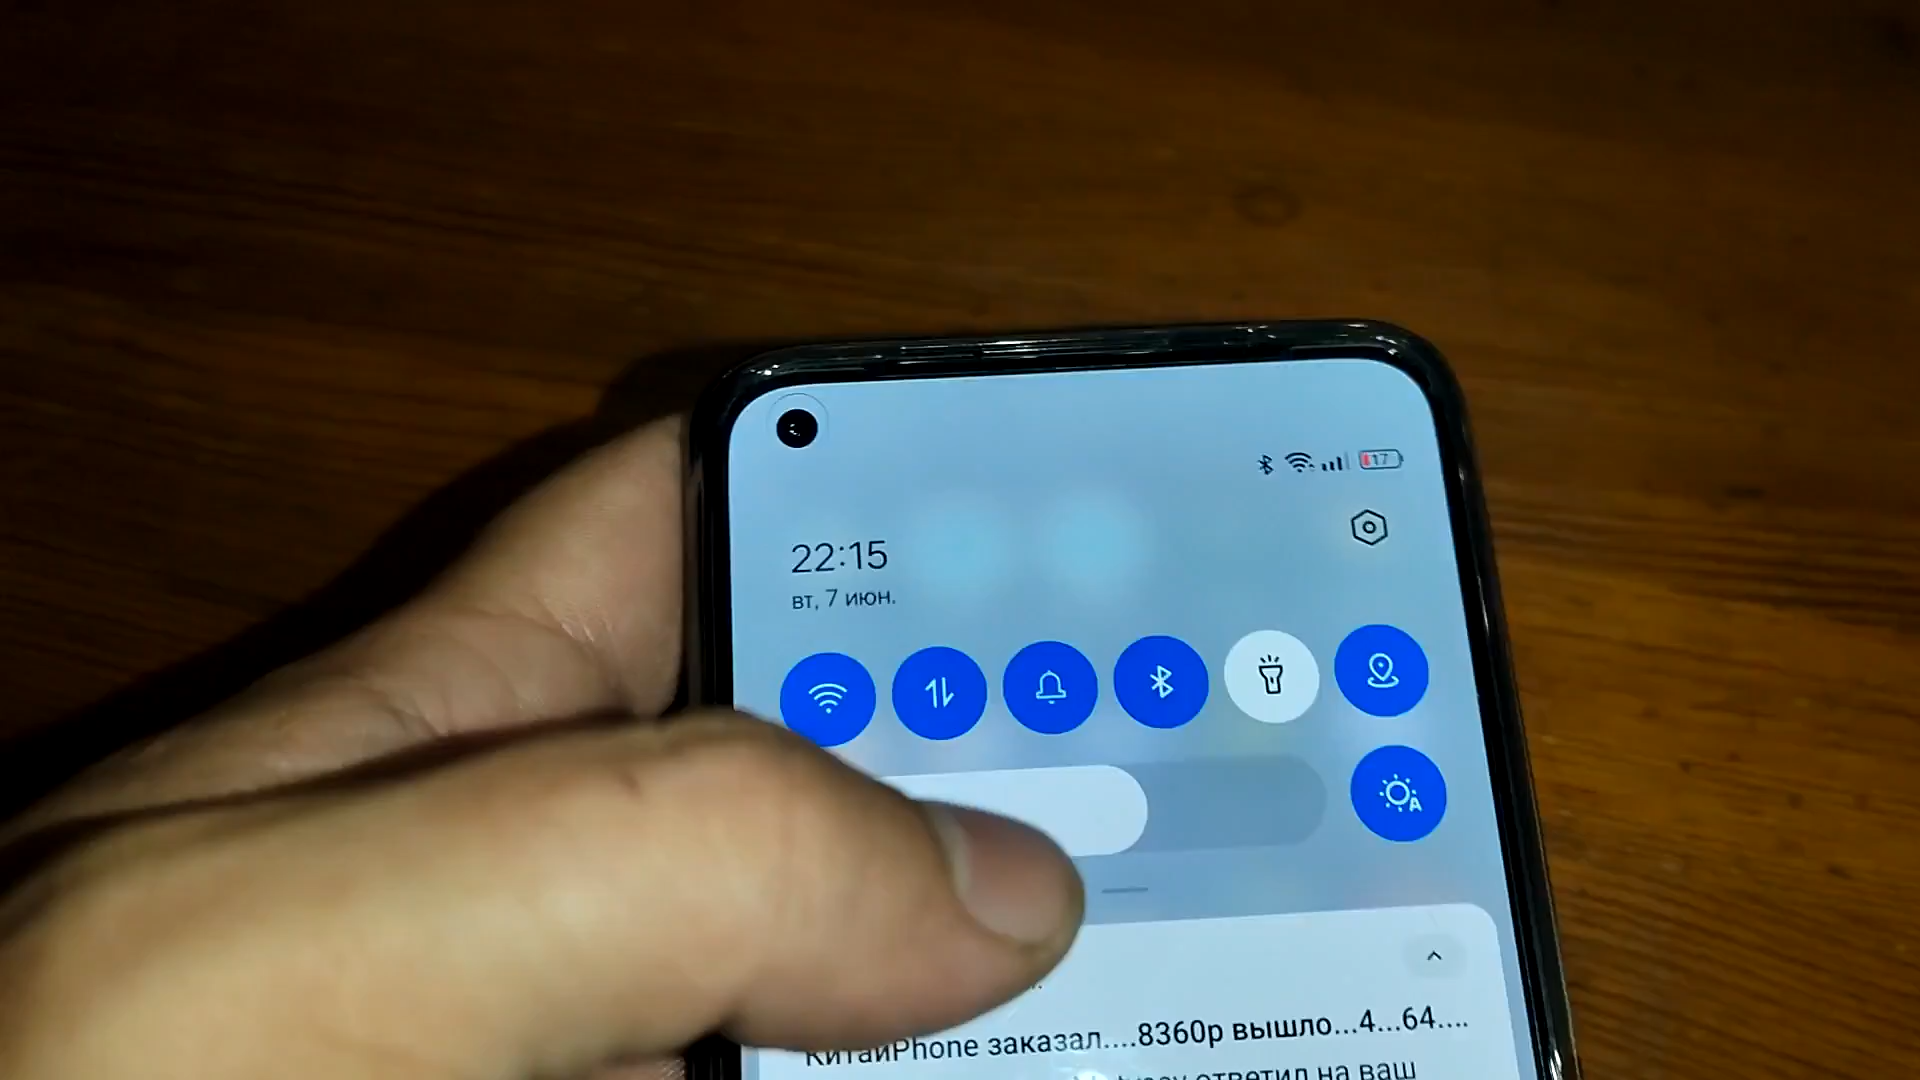 17
22:15
вт, 7 июн.
A
КитайPhone заказал....8360р вышло...4...64....
ответил на ваш